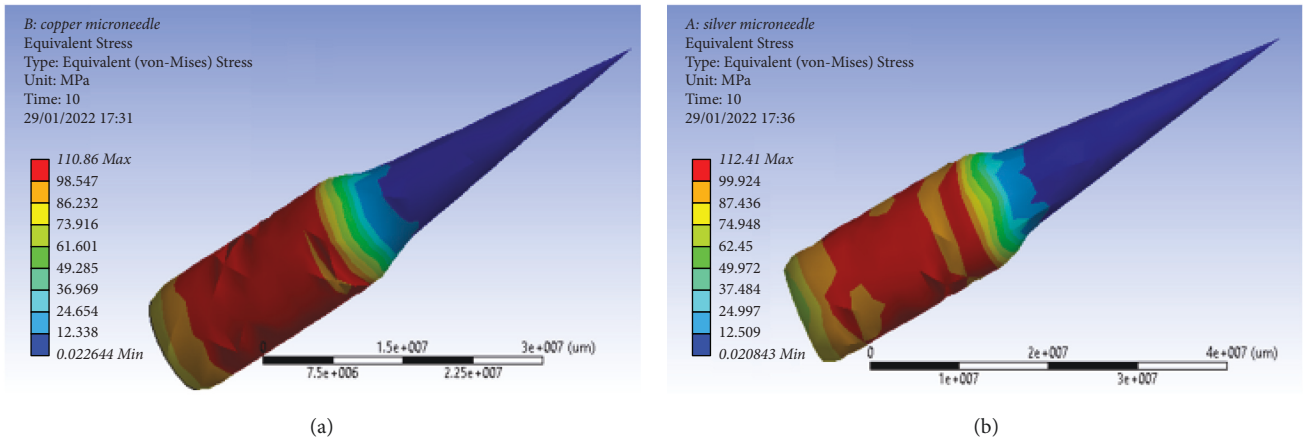 B: copper microneedle
Equivalent Stress
Type: Equivalent (von-Mises) Stress
Unit: MPa
Time: 10
29/01/2022 17:31
110.86 Max
98.547
86.232
73.916
61.601
49.285
36.969
24.654
12.338
0.022644 Min
0 1.5e+007 3e+007 (um)
7.5e+006 2.25e+007
(a)
A: silver microneedle
Equivalent Stress
Type: Equivalent (von-Mises) Stress
Unit: MPa
Time: 10
29/01/2022 17:36
112.41 Max
99.924
87.436
74.948
62.45
49.972
37.484
24.997
12.509
0.020843 Min
0 2e+007 4e+007 (um)
1e+007 3e+007
(b)